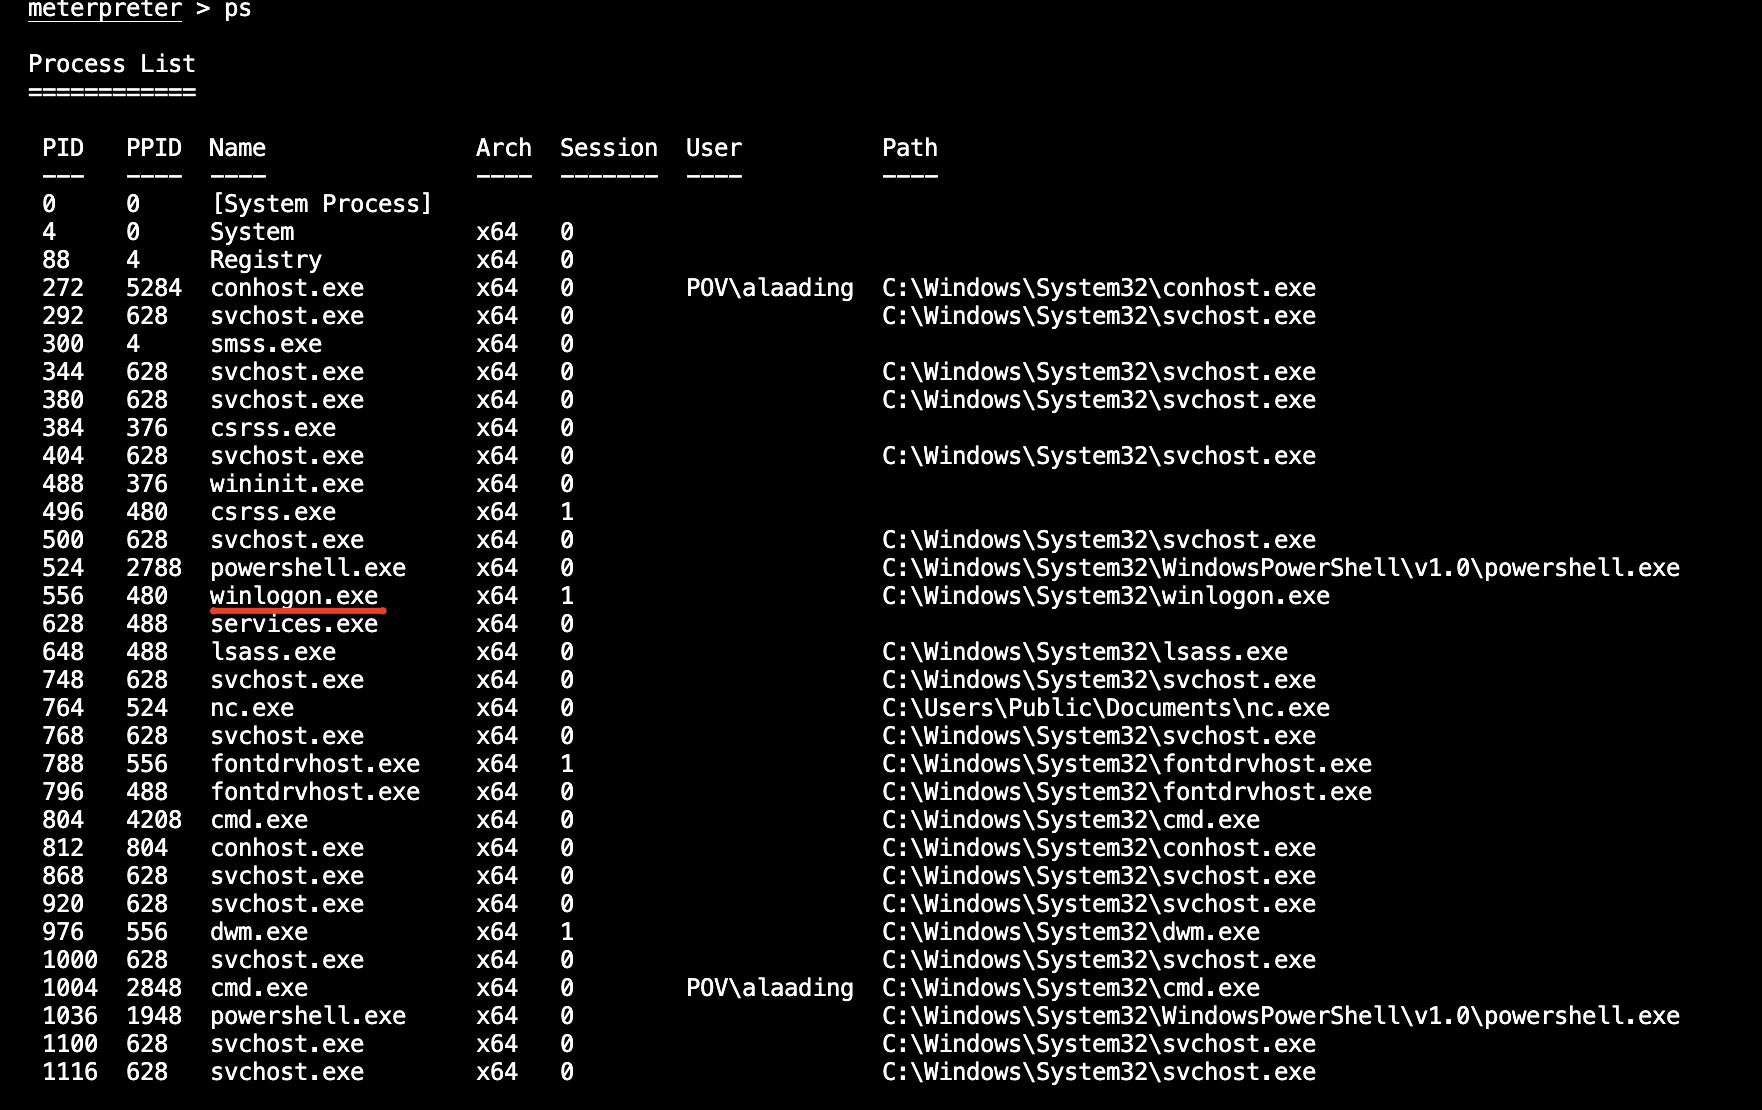 meterpreter > ps
Process List
============
PID PPID Name Arch Session User Path
--- ---- ---- ---- ------- ---- ----
0 0 [System Process]
4 0 System x64 0
88 4 Registry x64 0
272 5284 conhost.exe x64 0 POV\alaading C:\Windows\System32\conhost.exe
292 628 svchost.exe x64 0 C:\Windows\System32\svchost.exe
300 4 smss.exe x64 0
344 628 svchost.exe x64 0 C:\Windows\System32\svchost.exe
380 628 svchost.exe x64 0 C:\Windows\System32\svchost.exe
384 376 csrss.exe x64 0
404 628 svchost.exe x64 0 C:\Windows\System32\svchost.exe
488 376 wininit.exe x64 0
496 480 csrss.exe x64 1
500 628 svchost.exe x64 0 C:\Windows\System32\svchost.exe
524 2788 powershell.exe x64 0 C:\Windows\System32\WindowsPowerShell\v1.0\powershell.exe
556 480 winlogon.exe x64 1 C:\Windows\System32\winlogon.exe
628 488 services.exe x64 0
648 488 lsass.exe x64 0 C:\Windows\System32\lsass.exe
748 628 svchost.exe x64 0 C:\Windows\System32\svchost.exe
764 524 nc.exe x64 0 C:\Users\Public\Documents\nc.exe
768 628 svchost.exe x64 0 C:\Windows\System32\svchost.exe
788 556 fontdrvhost.exe x64 1 C:\Windows\System32\fontdrvhost.exe
796 488 fontdrvhost.exe x64 0 C:\Windows\System32\fontdrvhost.exe
804 4208 cmd.exe x64 0 C:\Windows\System32\cmd.exe
812 804 conhost.exe x64 0 C:\Windows\System32\conhost.exe
868 628 svchost.exe x64 0 C:\Windows\System32\svchost.exe
920 628 svchost.exe x64 0 C:\Windows\System32\svchost.exe
976 556 dwm.exe x64 1 C:\Windows\System32\dwm.exe
1000 628 svchost.exe x64 0 C:\Windows\System32\svchost.exe
1004 2848 cmd.exe x64 0 POV\alaading C:\Windows\System32\cmd.exe
1036 1948 powershell.exe x64 0 C:\Windows\System32\WindowsPowerShell\v1.0\powershell.exe
1100 628 svchost.exe x64 0 C:\Windows\System32\svchost.exe
1116 628 svchost.exe x64 0 C:\Windows\System32\svchost.exe